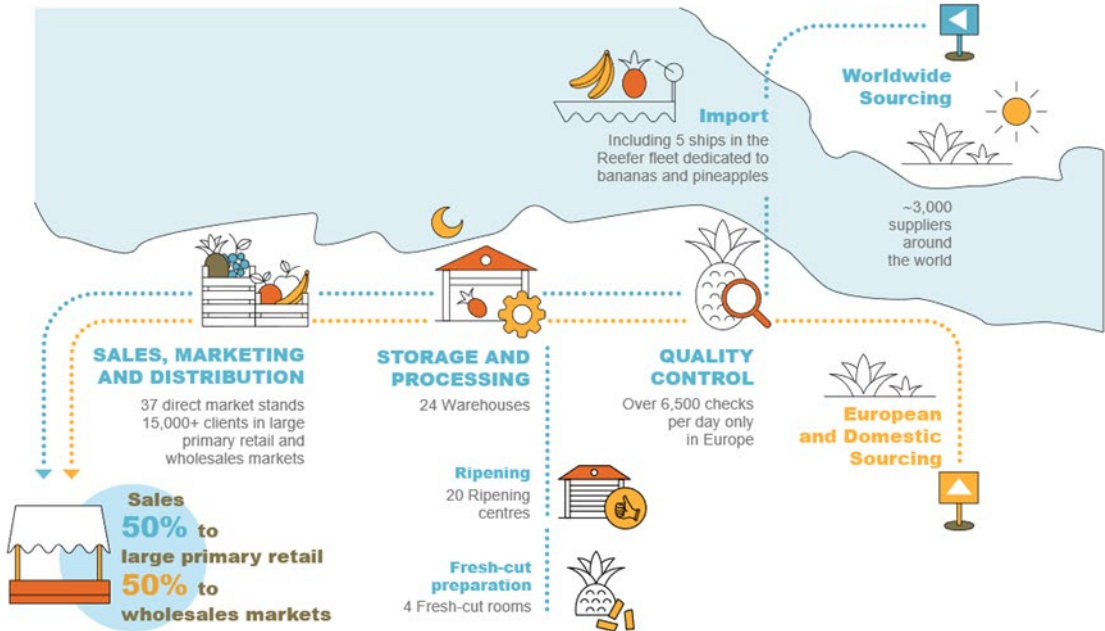 Worldwide
Sourcing
Import
Including 5 ships in the
Reefer fleet dedicated to
bananas and pineapples
~3,000
suppliers
around
the world
SALES, MARKETING
AND DISTRIBUTION
37 direct market stands
15,000+ clients in large
primary retail and
wholesales markets
STORAGE AND
PROCESSING
24 Warehouses
QUALITY
CONTROL
Over 6,500 checks
per day only
in Europe
European
and Domestic
Sourcing
Ripening
20 Ripening
centres
Fresh-cut
preparation
4 Fresh-cut rooms
Sales
50% to
large primary retail
50% to
wholesales markets